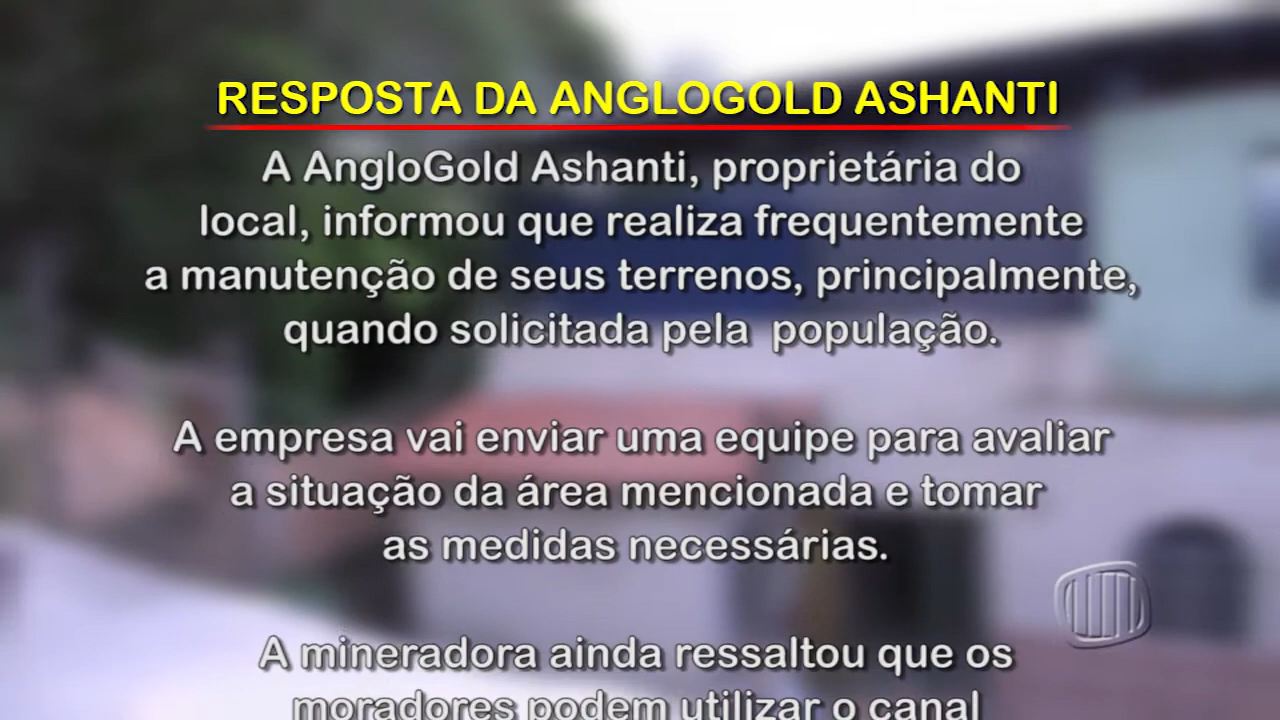 RESPOSTA DA ANGLOGOLD ASHANTI
A AngloGold Ashanti, proprietária do
local, informou que realiza frequentemente
a manutenção de seus terrenos, principalmente,
quando solicitada pela população.
A empresa vai enviar uma equipe para avaliar
a situação da área mencionada e tomar
as medidas necessárias.
A mineradora ainda ressaltou que os
moradores podem utilizar o canal